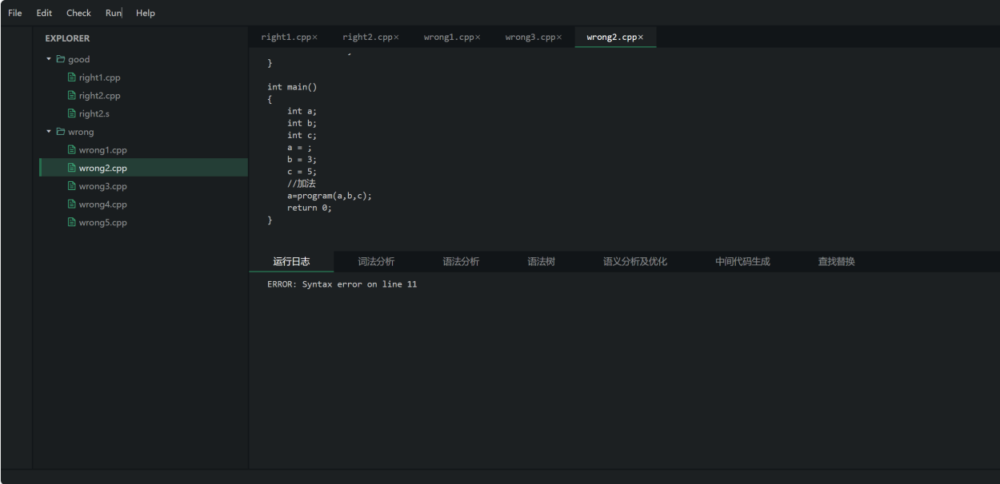 File Edit Check Run Help
EXPLORER
good
right1.cpp
right2.cpp
right2.s
wrong
wrong1.cpp
wrong2.cpp
wrong3.cpp
wrong4.cpp
wrong5.cpp
right1.cpp× right2.cpp× wrong1.cpp× wrong3.cpp× wrong2.cpp×
}
int main()
{
int a;
int b;
int c;
a = ;
b = 3;
c = 5;
//加法
a=program(a,b,c);
return 0;
}
运行日志 词法分析 语法分析 语法树 语义分析及优化 中间代码生成 查找替换
ERROR: Syntax error on line 11